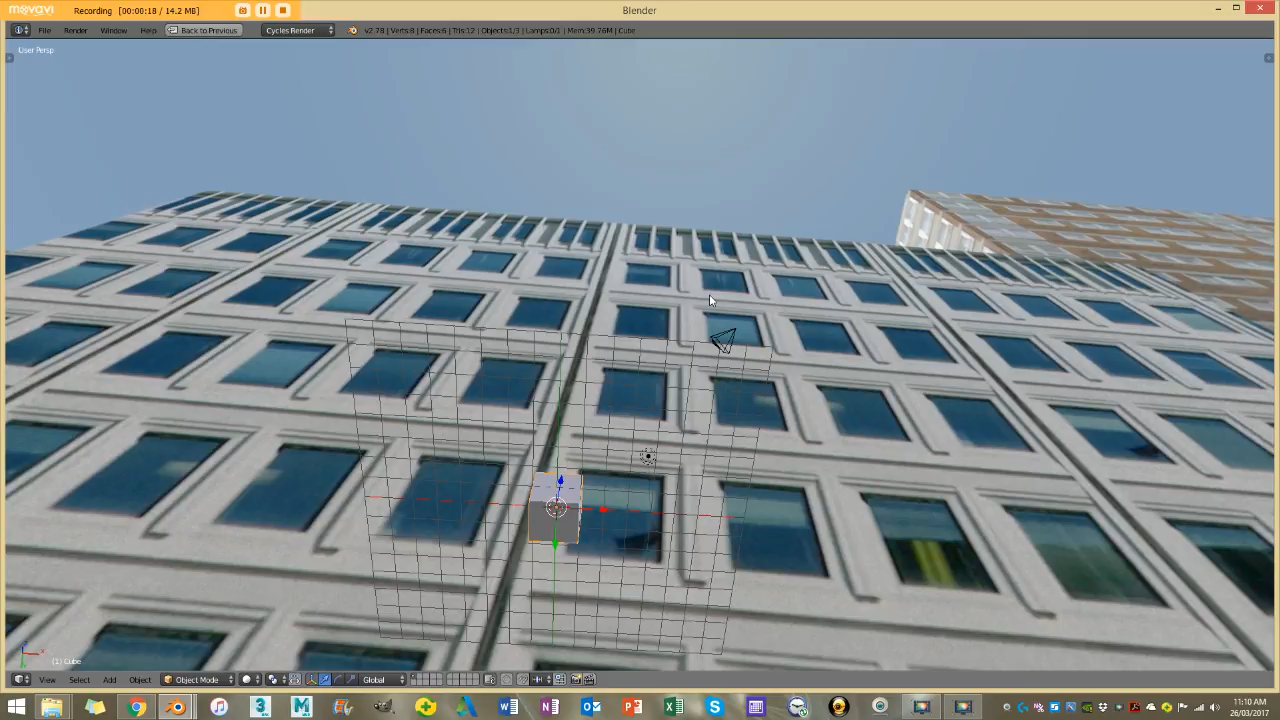 movavi Recording [00:00:18 / 14.2 MB] Blender
File Render Window Help Back to Previous Cycles Render v2.78 | Verts:8 | Faces:6 | Tris:12 | Objects:1/3 | Lamps:0/1 | Mem:39.76M | Cube
User Persp
(1) Cube
View Select Add Object Object Mode Global
11:10 AM
26/03/2017